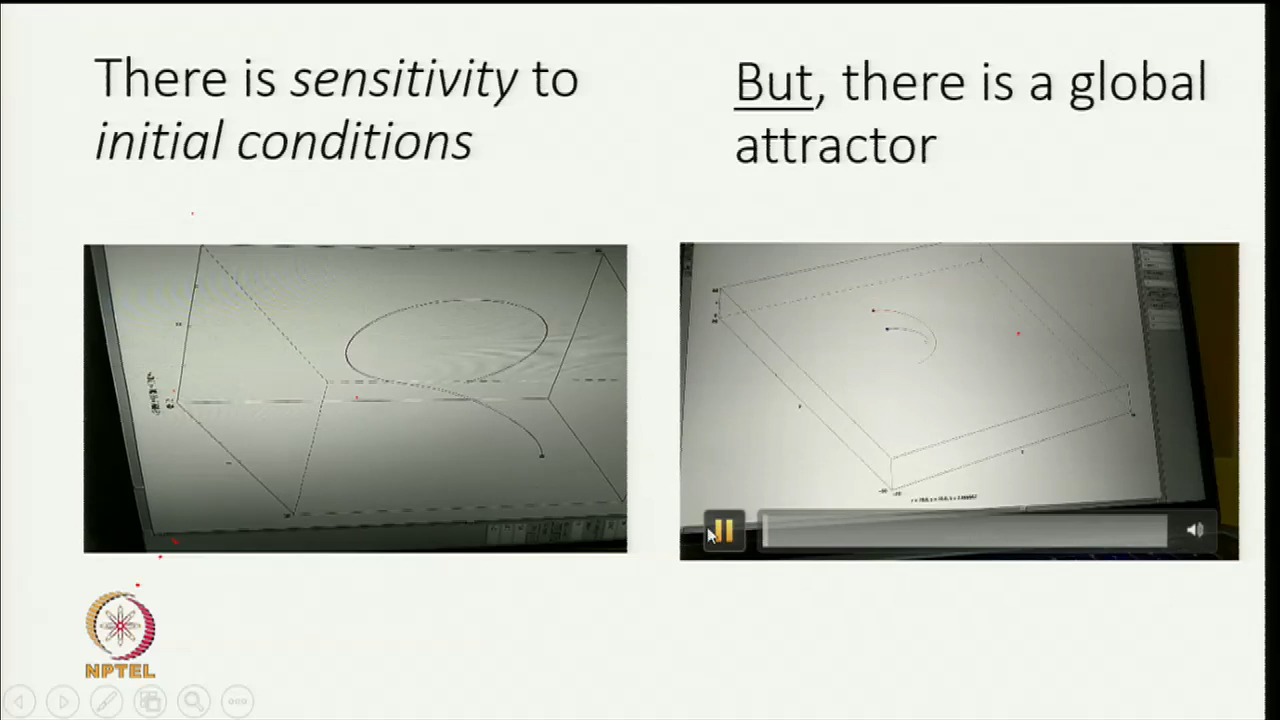 There is sensitivity to
initial conditions
But, there is a global
attractor
NPTEL